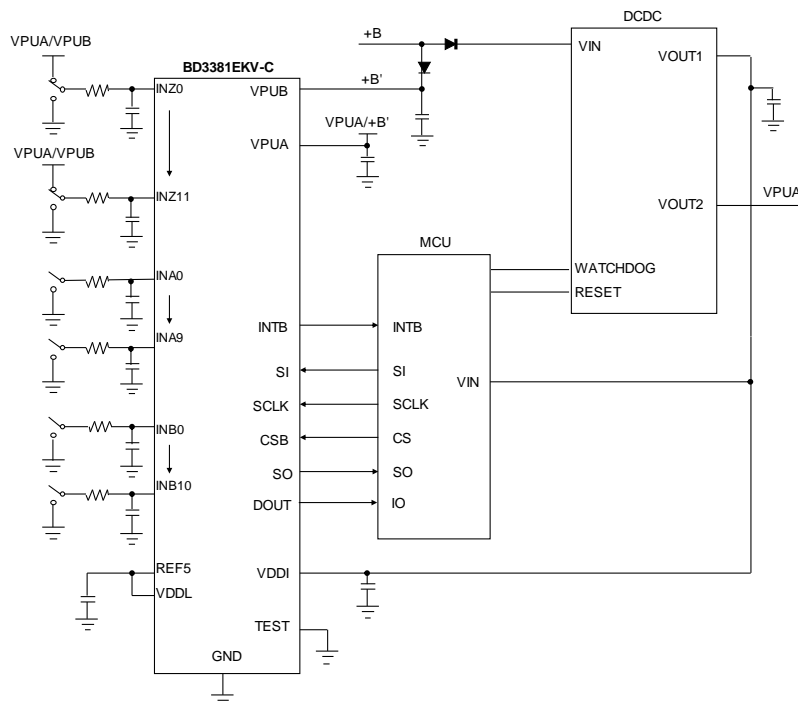 VPUA/VPUB
BD3381EKV-C
INZ0
VPUA/VPUB
INZ11
INA0
INA9
INB0
INB10
REF5
VDDL
GND
VPUB
VPUA
INTB
SI
SCLK
CSB
SO
DOUT
VDDI
TEST
+B
+B'
VPUA/+B'
MCU
INTB
SI
SCLK
CS
SO
IO
VIN
DCDC
VIN
VOUT1
VOUT2
WATCHDOG
RESET
VPUA